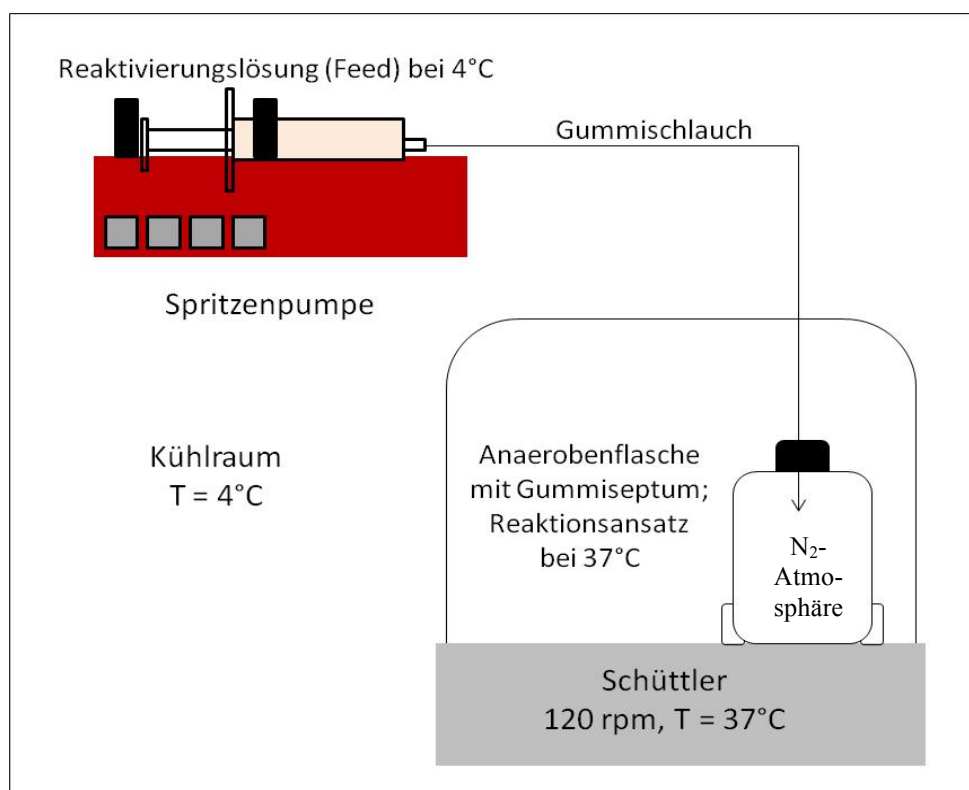 Reaktivierungslösung (Feed) bei 4°C
Gummischlauch
Spritzenpumpe
Kühlraum
T = 4°C
Anaerobenflasche
mit Gummiseptum;
Reaktionsansatz
bei 37°C
N₂-
Atmo-
sphäre
Schüttler
120 rpm, T = 37°C